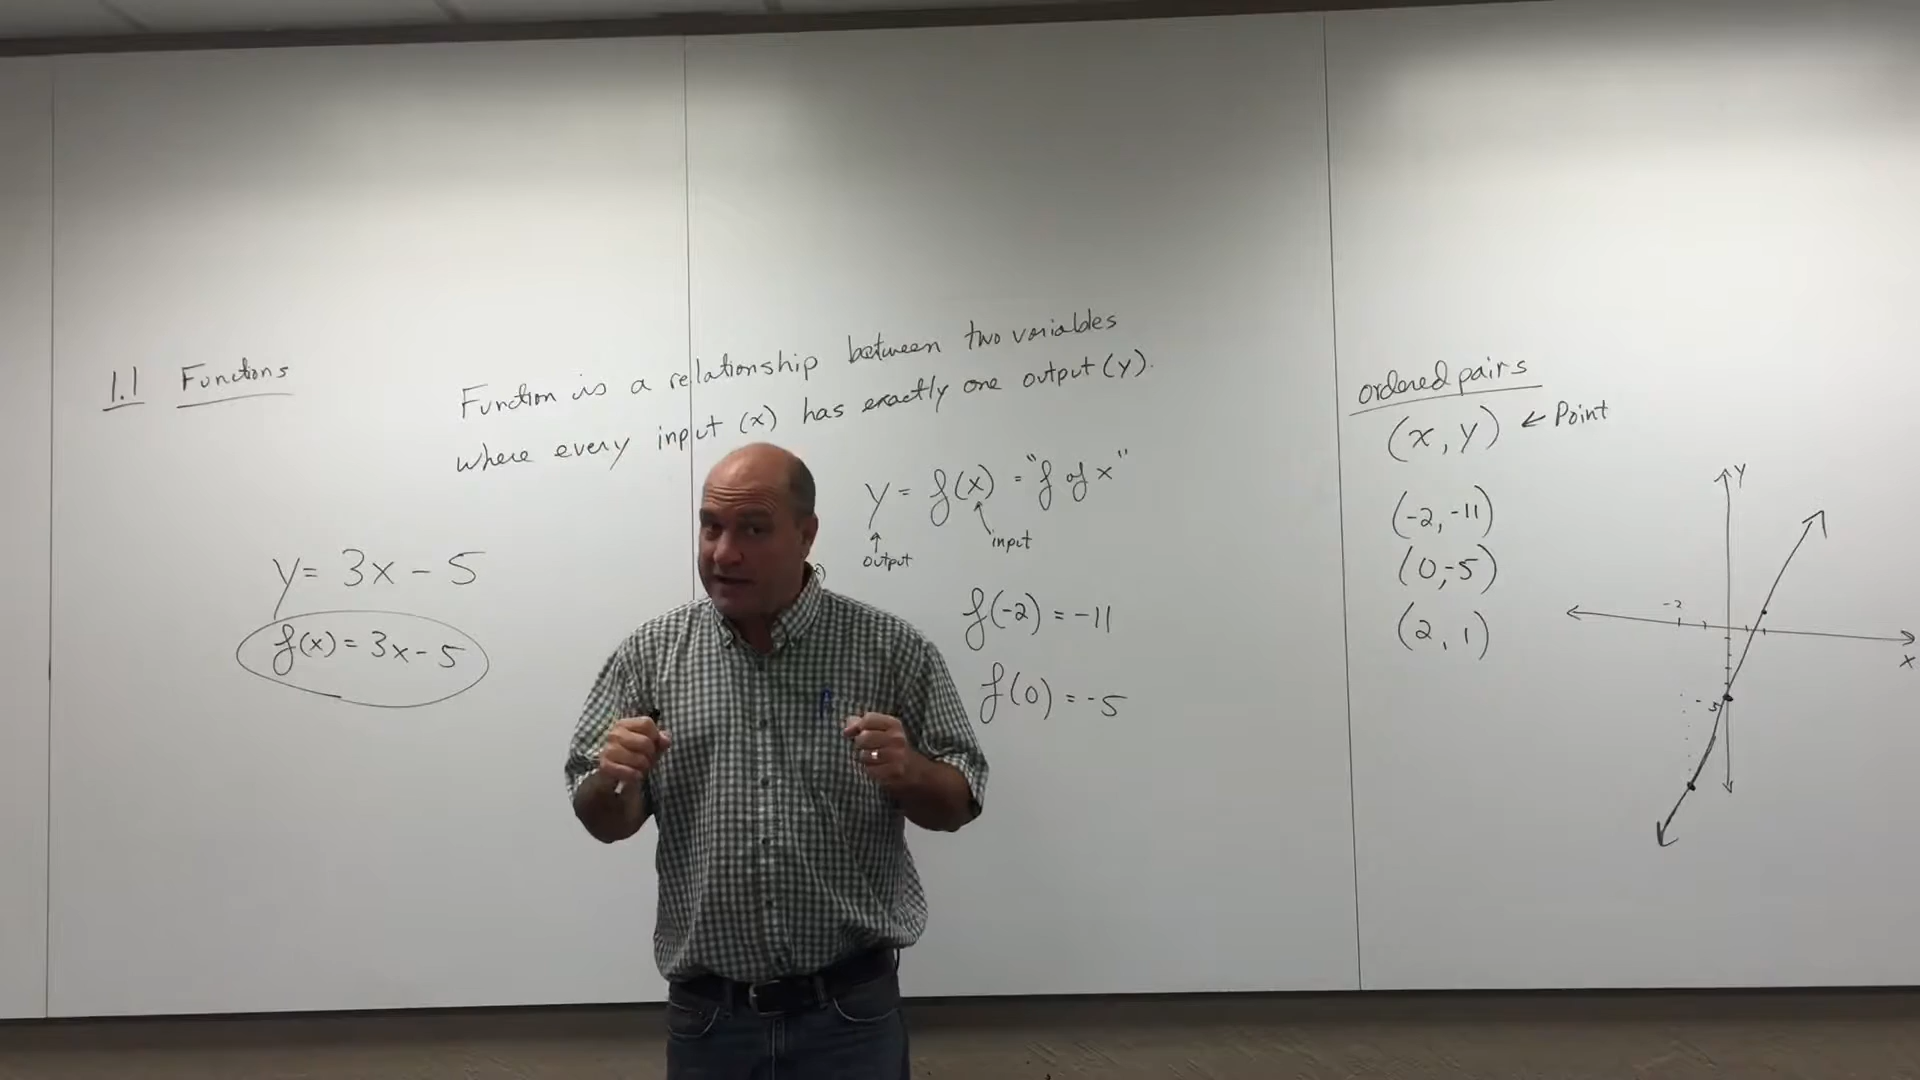 1.1 Functions
Function is a relationship between two variables
where every input (x) has exactly one output (y).
y = 3x - 5
f(x) = 3x - 5
y = f(x) = "f of x"
output
input
f(-2) = -11
f(0) = -5
ordered pairs
(x, y) ← Point
(-2, -11)
(0, -5)
(2, 1)
y
-2
x
-5